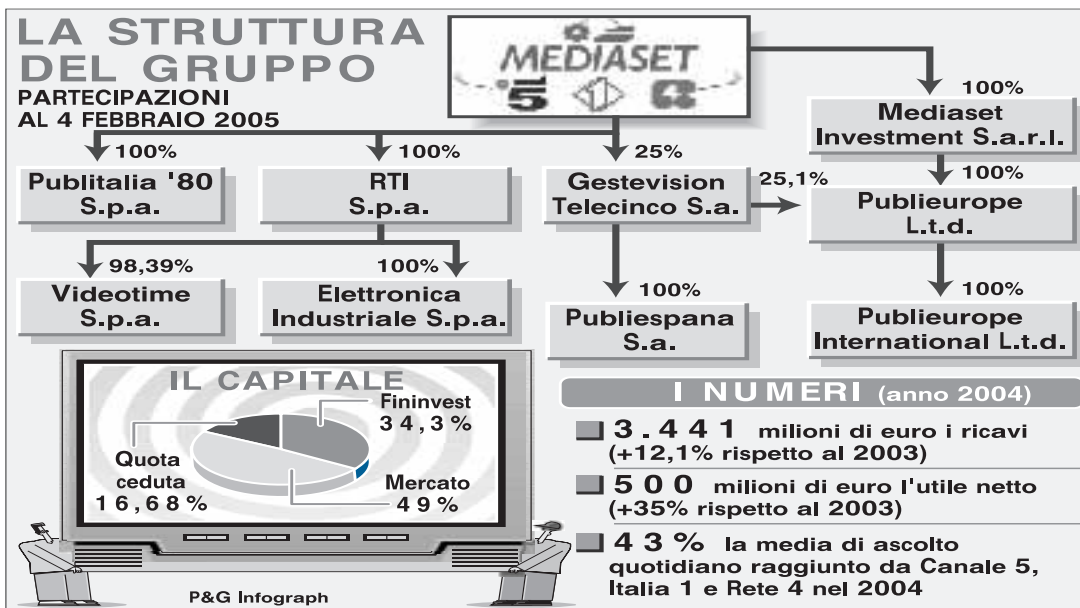 LA STRUTTURA
DEL GRUPPO
PARTECIPAZIONI
AL 4 FEBBRAIO 2005
MEDIASET
5
1
4
100%
Mediaset
Investment S.a.r.l.
100%
Publitalia '80
S.p.a.
100%
RTI
S.p.a.
25%
Gestevision
Telecinco S.a.
25,1%
100%
Publieurope
L.t.d.
98,39%
Videotime
S.p.a.
100%
Elettronica
Industriale S.p.a.
100%
Publiespana
S.a.
100%
Publieurope
International L.t.d.
IL CAPITALE
Fininvest
34,3%
Quota
ceduta
16,68%
Mercato
49%
P&G Infograph
I NUMERI (anno 2004)
3.441 milioni di euro i ricavi
(+12,1% rispetto al 2003)
500 milioni di euro l'utile netto
(+35% rispetto al 2003)
43% la media di ascolto
quotidiano raggiunto da Canale 5,
Italia 1 e Rete 4 nel 2004